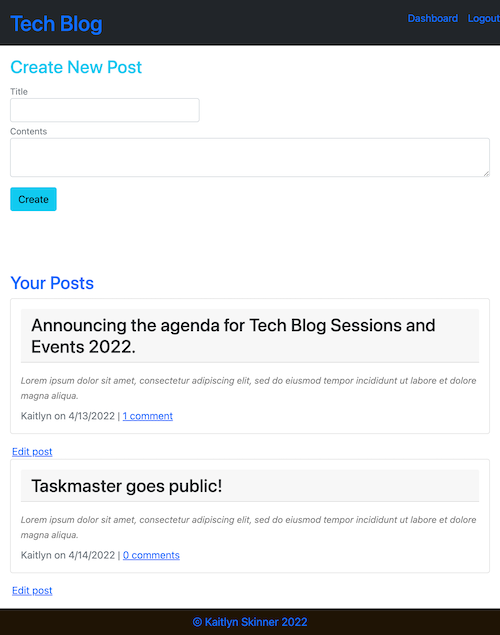 Tech Blog
Dashboard Logout
Create New Post
Title
Contents
Create
Your Posts
Announcing the agenda for Tech Blog Sessions and
Events 2022.
Lorem ipsum dolor sit amet, consectetur adipiscing elit, sed do eiusmod tempor incididunt ut labore et dolore
magna aliqua.
Kaitlyn on 4/13/2022 | 1 comment
Edit post
Taskmaster goes public!
Lorem ipsum dolor sit amet, consectetur adipiscing elit, sed do eiusmod tempor incididunt ut labore et dolore
magna aliqua.
Kaitlyn on 4/14/2022 | 0 comments
Edit post
© Kaitlyn Skinner 2022